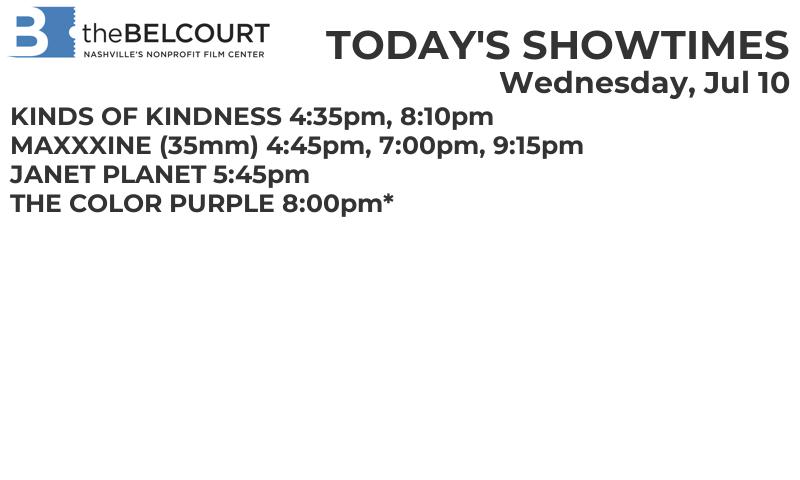 B theBELCOURT
NASHVILLE'S NONPROFIT FILM CENTER
TODAY'S SHOWTIMES
Wednesday, Jul 10
KINDS OF KINDNESS 4:35pm, 8:10pm
MAXXXINE (35mm) 4:45pm, 7:00pm, 9:15pm
JANET PLANET 5:45pm
THE COLOR PURPLE 8:00pm*